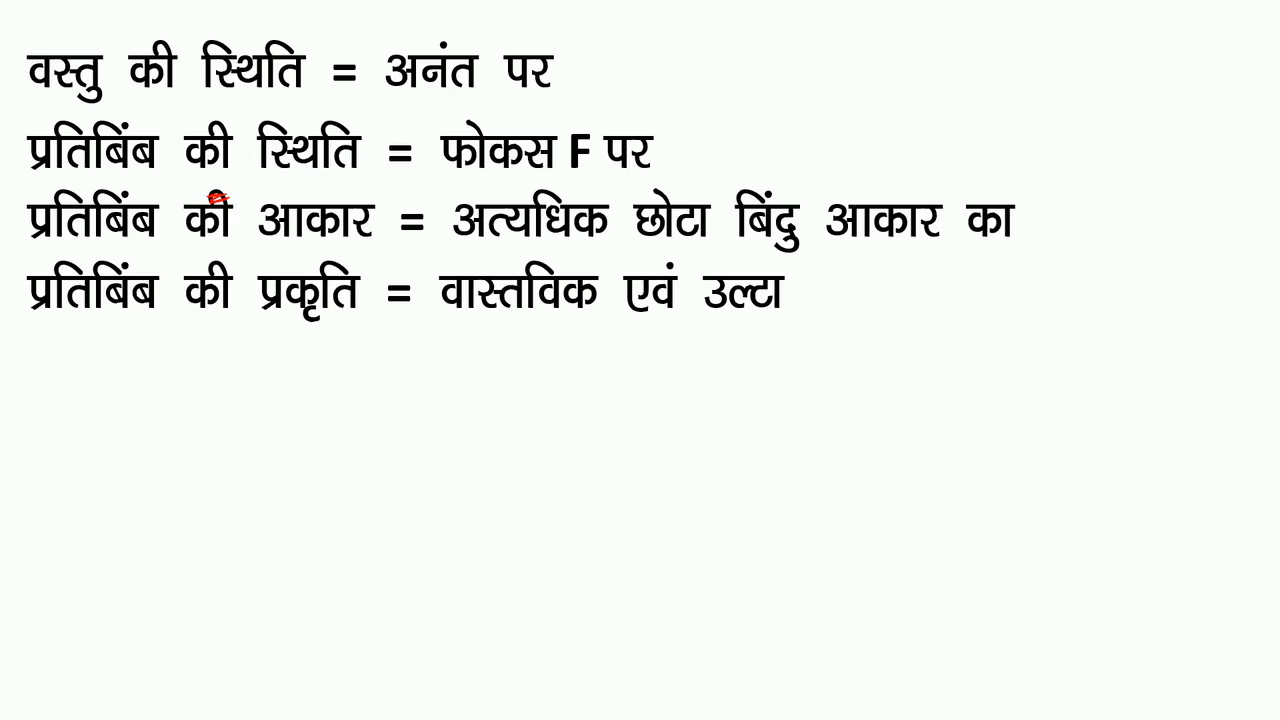 वस्तु की स्थिति = अनंत पर
प्रतिबिंब की स्थिति = फोकस F पर
प्रतिबिंब की आकार = अत्यधिक छोटा बिंदु आकार का
प्रतिबिंब की प्रकृति = वास्तविक एवं उल्टा